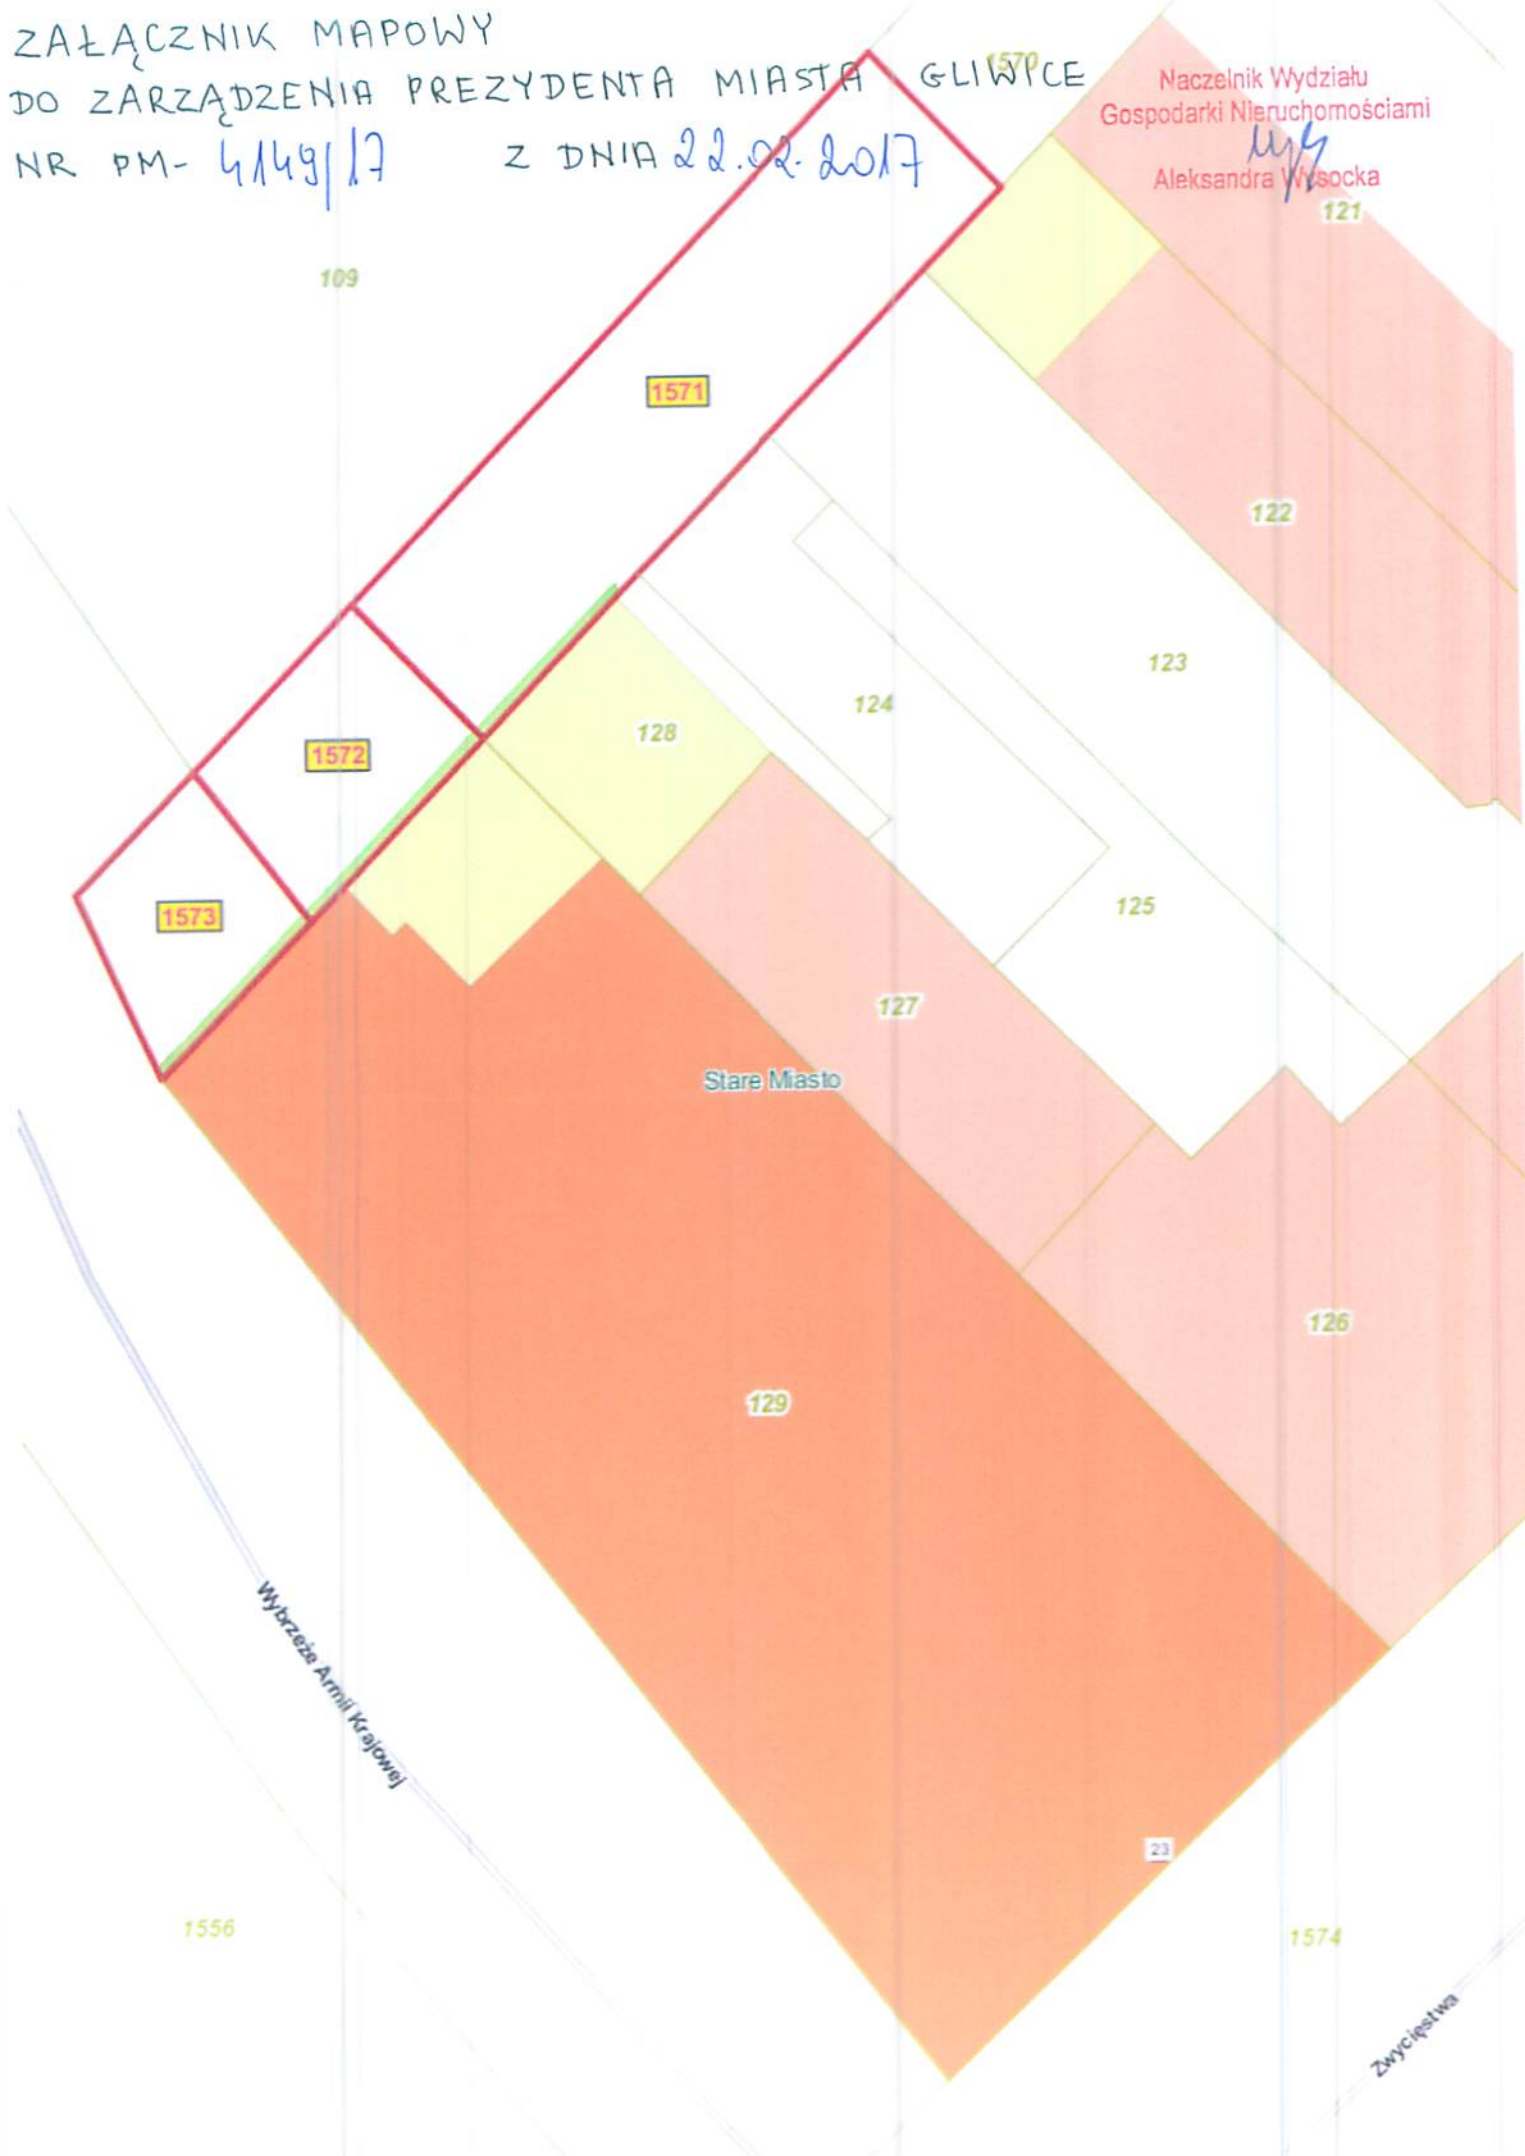 ZAŁĄCZNIK MAPOWY
DO ZARZĄDZENIA PREZYDENTA MIASTA GLIWICE
NR PM- 4149/17 Z DNIA 22.02.2017
1570
Naczelnik Wydziału
Gospodarki Nieruchomościami
Aleksandra Wysocka
121
109
1571
122
123
124
128
1572
125
1573
127
Stare Miasto
126
129
Wybrzeże Armii Krajowej
23
1556
1574
Zwycięstwa